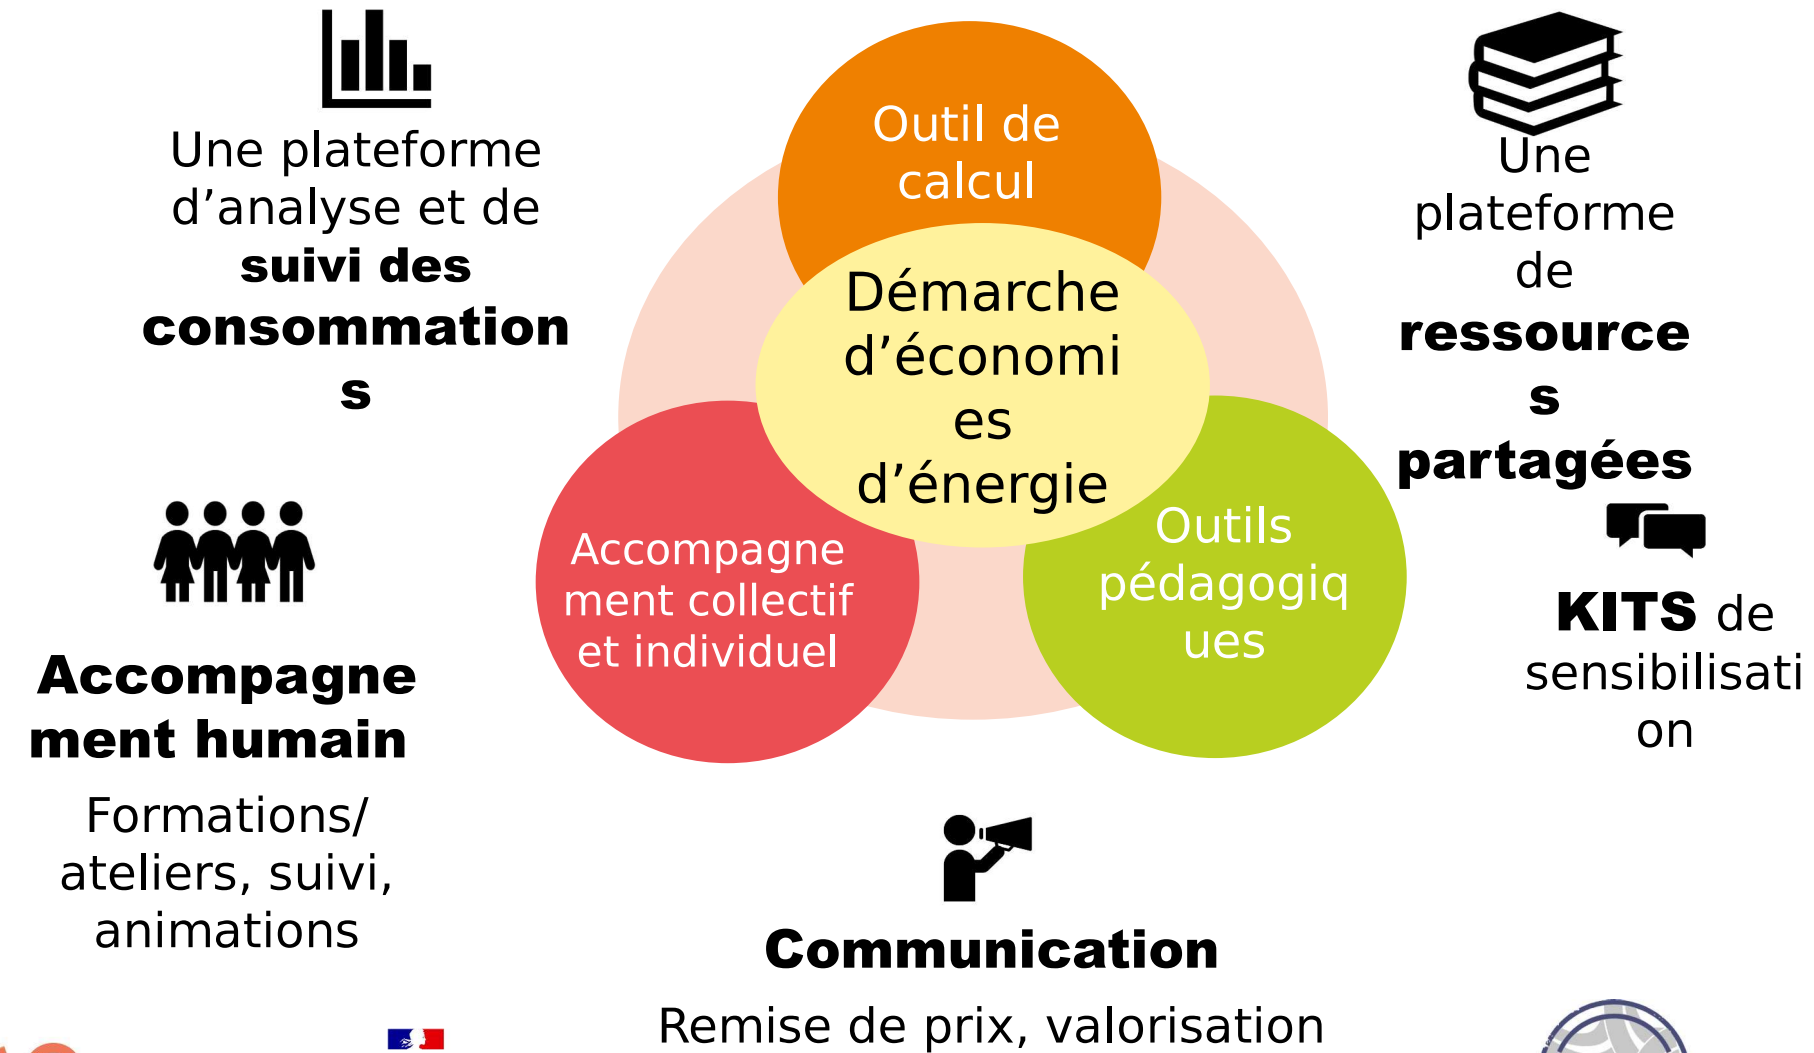 Une plateforme
d’analyse et de
suivi des
consommation
s
Outil de
calcul
Démarche
d’économi
es
d’énergie
Accompagne
ment collectif
et individuel
Outils
pédagogiq
ues
Une
plateforme
de
ressource
s
partagées
KITS de
sensibilisati
on
Accompagne
ment humain
Formations/
ateliers, suivi,
animations
Communication
Remise de prix, valorisation